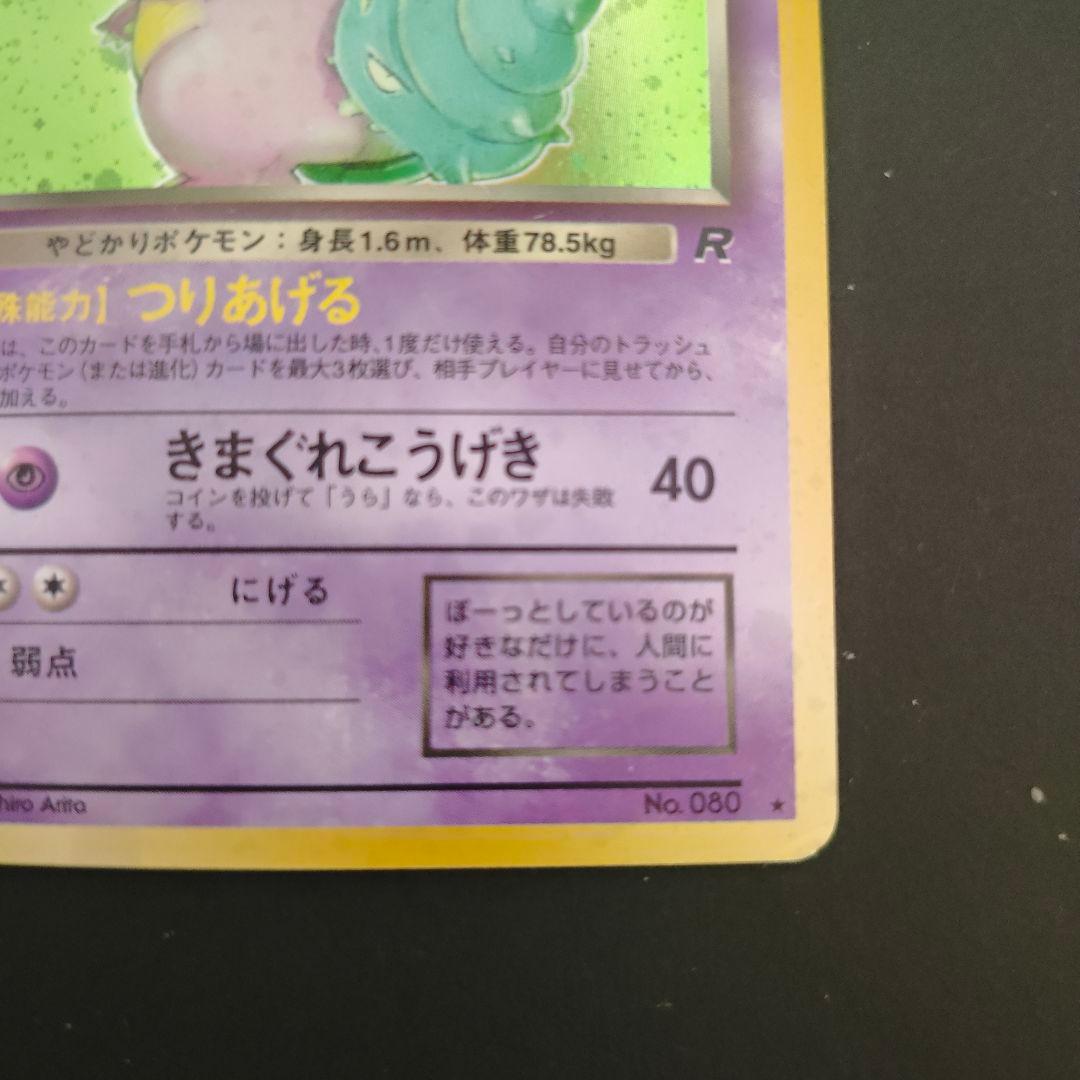 やどかりポケモン：身長1.6m、体重78.5kg
R
殊能力】つりあげる
は、このカードを手札から場に出した時、1度だけ使える。自分のトラッシュ
ポケモン（または進化）カードを最大3枚選び、相手プレイヤーに見せてから、
加える。
きまぐれこうげき 40
コインを投げて「うら」なら、このワザは失敗
する。
にげる
弱点
ぼーっとしているのが
好きなだけに、人間に
利用されてしまうこと
がある。
hiro Arita
No. 080 ★